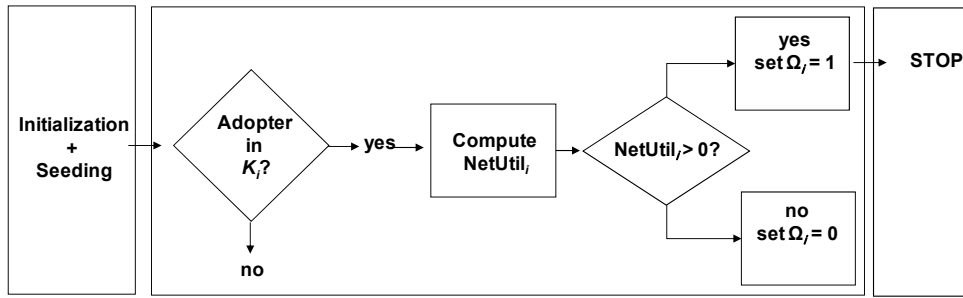 Initialization
+
Seeding
Adopter
in
Kᵢ?
yes
no
Compute
NetUtilᵢ
NetUtilᵢ > 0?
yes
set Ωᵢ = 1
no
set Ωᵢ = 0
STOP